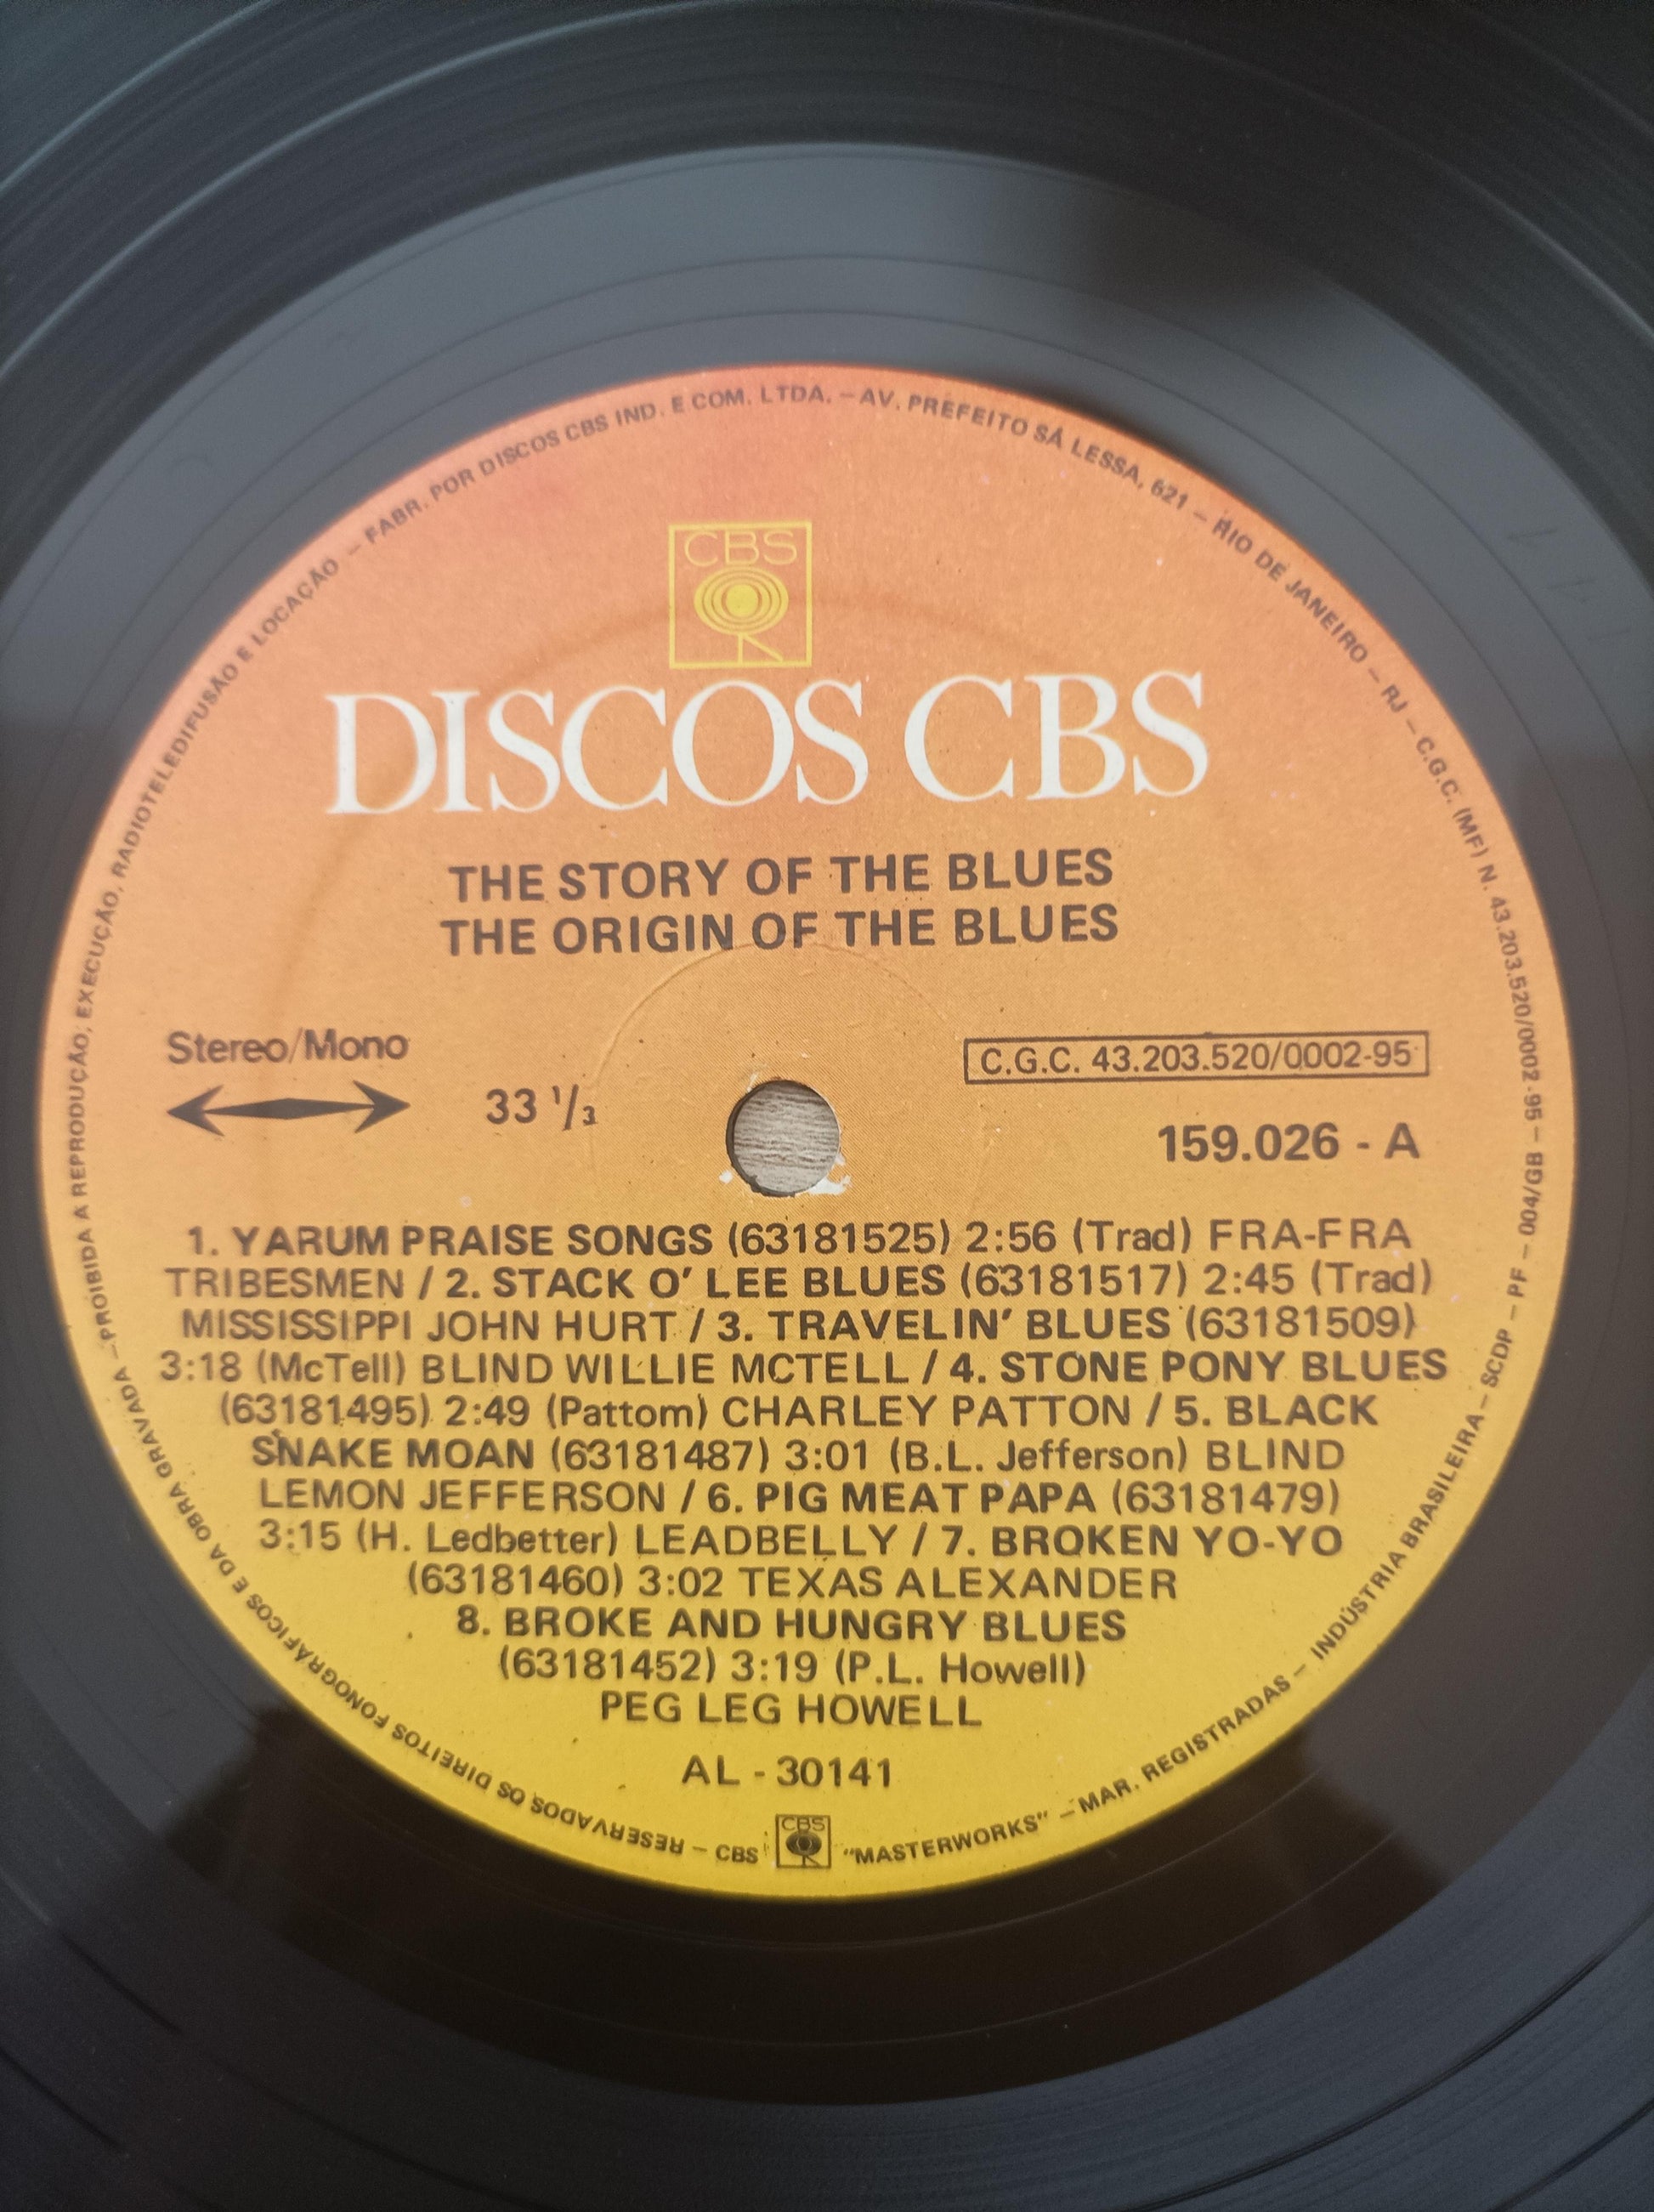 FABR. POR DISCOS CBS IND. E COM. LTDA. – AV. PREFEITO SÁ LESSA, 621 – RIO DE JANEIRO – RJ – C.G.C. (MF) N. 43.203.520/0002-95 – PF – 004/GB – SCDP – INDÚSTRIA BRASILEIRA –
MAR. REGISTRADAS – "MASTERWORKS" CBS CBS – RESERVADOS OS DIREITOS FONOGRÁFICOS E DA OBRA GRAVADA – PROIBIDA A REPRODUÇÃO, EXECUÇÃO, RADIOTELEDIFUSÃO E LOCAÇÃO –
CBS
DISCOS CBS
THE STORY OF THE BLUES
THE ORIGIN OF THE BLUES
Stereo/Mono
33 1/3
C.G.C. 43.203.520/0002-95
159.026 - A
1. YARUM PRAISE SONGS (63181525) 2:56 (Trad) FRA-FRA
TRIBESMEN / 2. STACK O' LEE BLUES (63181517) 2:45 (Trad)
MISSISSIPPI JOHN HURT / 3. TRAVELIN' BLUES (63181509)
3:18 (McTell) BLIND WILLIE MCTELL / 4. STONE PONY BLUES
(63181495) 2:49 (Pattom) CHARLEY PATTON / 5. BLACK
SNAKE MOAN (63181487) 3:01 (B.L. Jefferson) BLIND
LEMON JEFFERSON / 6. PIG MEAT PAPA (63181479)
3:15 (H. Ledbetter) LEADBELLY / 7. BROKEN YO-YO
(63181460) 3:02 TEXAS ALEXANDER
8. BROKE AND HUNGRY BLUES
(63181452) 3:19 (P.L. Howell)
PEG LEG HOWELL
AL - 30141